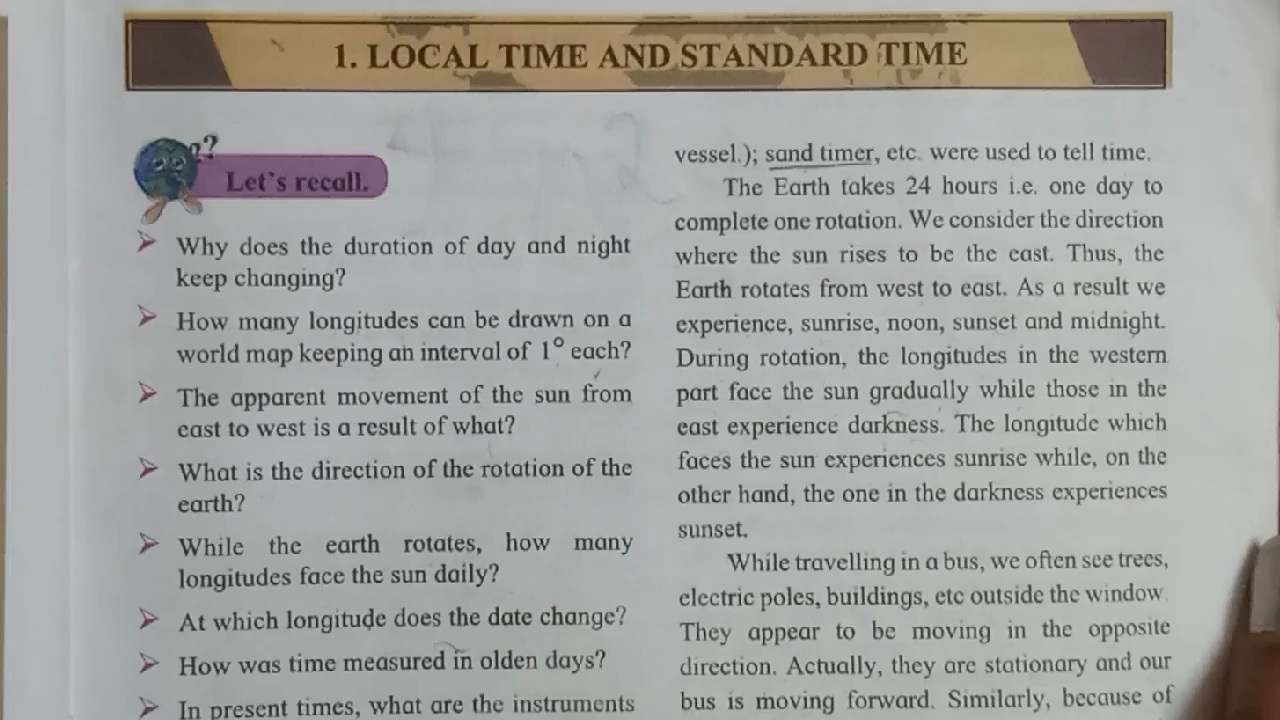 1. LOCAL TIME AND STANDARD TIME
??
Let's recall.
Why does the duration of day and night
keep changing?
How many longitudes can be drawn on a
world map keeping an interval of 1° each?
The apparent movement of the sun from
east to west is a result of what?
What is the direction of the rotation of the
earth?
While the earth rotates, how many
longitudes face the sun daily?
At which longitude does the date change?
How was time measured in olden days?
In present times, what are the instruments
vessel.); sand timer, etc. were used to tell time.
The Earth takes 24 hours i.e. one day to
complete one rotation. We consider the direction
where the sun rises to be the east. Thus, the
Earth rotates from west to east. As a result we
experience, sunrise, noon, sunset and midnight.
During rotation, the longitudes in the western
part face the sun gradually while those in the
east experience darkness. The longitude which
faces the sun experiences sunrise while, on the
other hand, the one in the darkness experiences
sunset.
While travelling in a bus, we often see trees,
electric poles, buildings, etc outside the window.
They appear to be moving in the opposite
direction. Actually, they are stationary and our
bus is moving forward. Similarly, because of